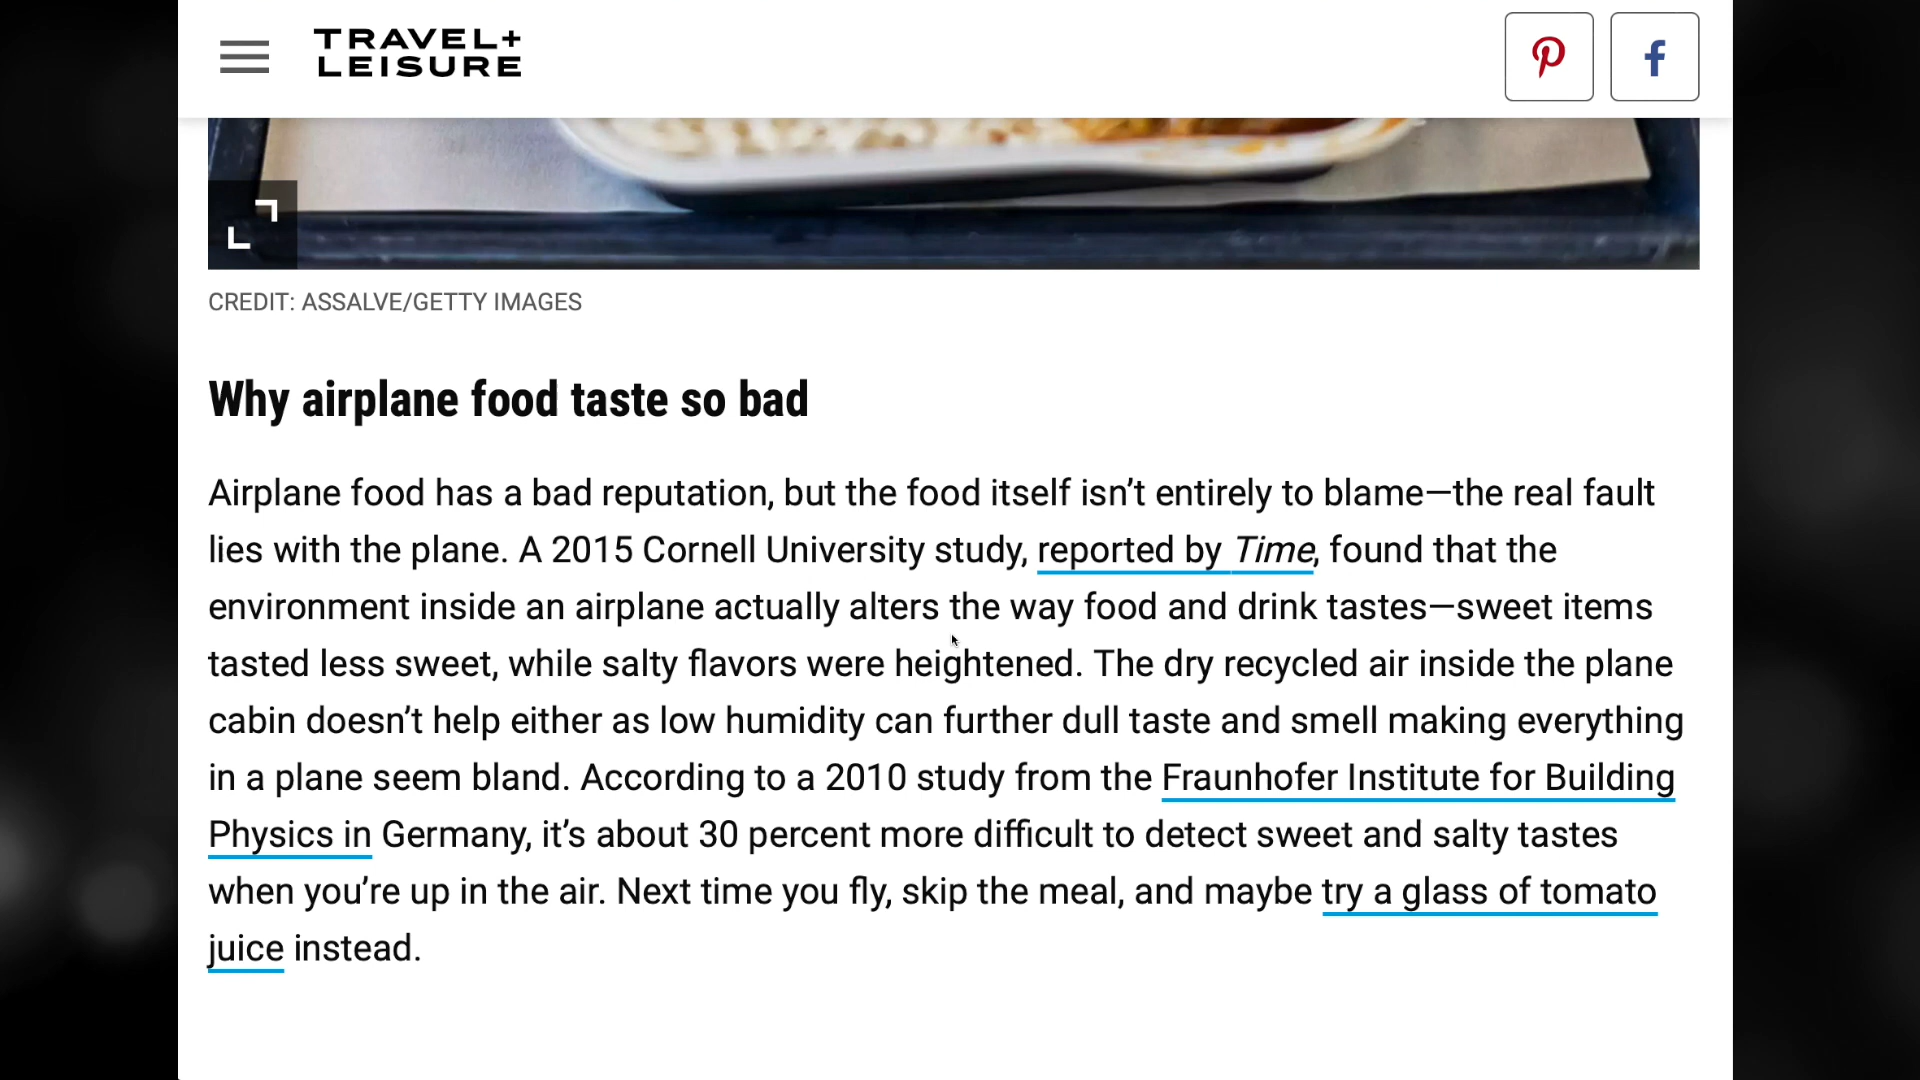 TRAVEL+
LEISURE
CREDIT: ASSALVE/GETTY IMAGES
Why airplane food taste so bad
Airplane food has a bad reputation, but the food itself isn’t entirely to blame—the real fault
lies with the plane. A 2015 Cornell University study, reported by Time, found that the
environment inside an airplane actually alters the way food and drink tastes—sweet items
tasted less sweet, while salty flavors were heightened. The dry recycled air inside the plane
cabin doesn’t help either as low humidity can further dull taste and smell making everything
in a plane seem bland. According to a 2010 study from the Fraunhofer Institute for Building
Physics in Germany, it’s about 30 percent more difficult to detect sweet and salty tastes
when you’re up in the air. Next time you fly, skip the meal, and maybe try a glass of tomato
juice instead.